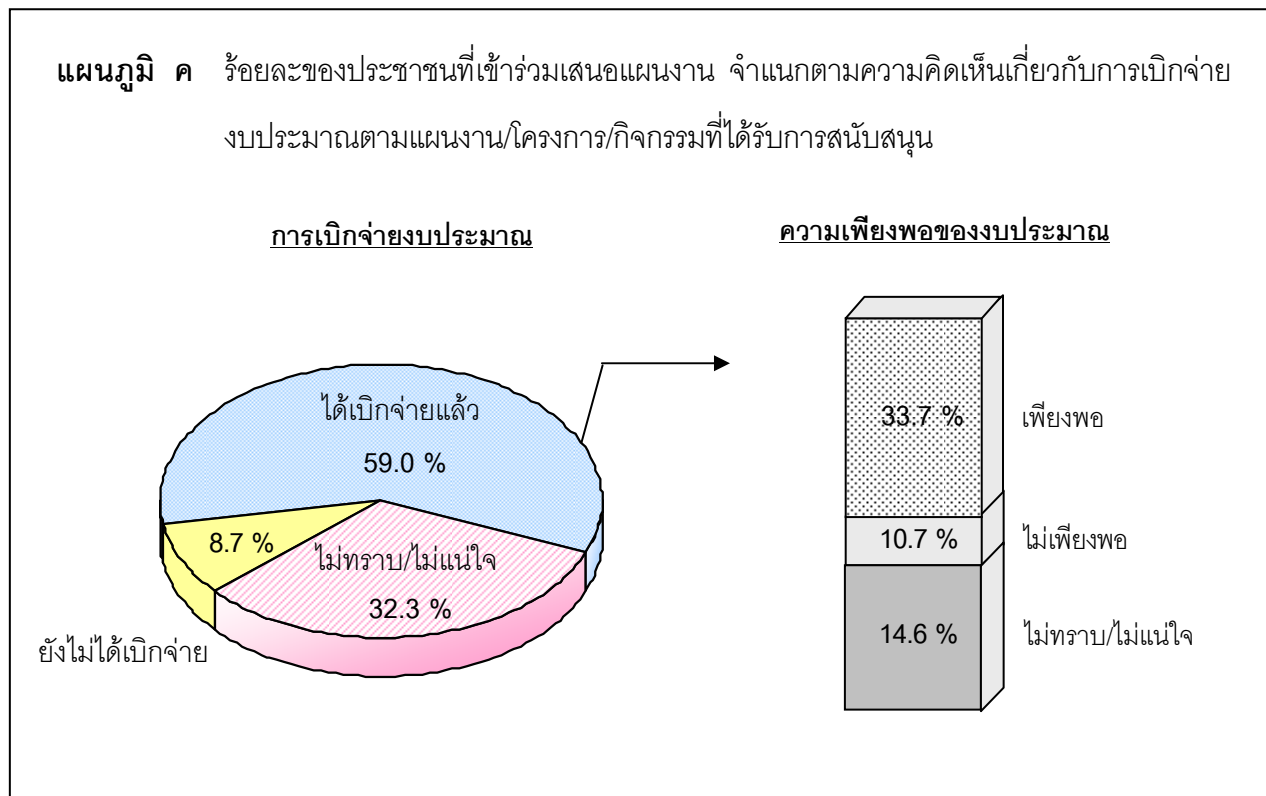 แผนภูมิ ค ร้อยละของประชาชนที่เข้าร่วมเสนอแผนงาน จำแนกตามความคิดเห็นเกี่ยวกับการเบิกจ่าย
งบประมาณตามแผนงาน/โครงการ/กิจกรรมที่ได้รับการสนับสนุน
การเบิกจ่ายงบประมาณ
ได้เบิกจ่ายแล้ว
59.0 %
8.7 %
ไม่ทราบ/ไม่แน่ใจ
32.3 %
ยังไม่ได้เบิกจ่าย
ความเพียงพอของงบประมาณ
33.7 % เพียงพอ
10.7 % ไม่เพียงพอ
14.6 % ไม่ทราบ/ไม่แน่ใจ